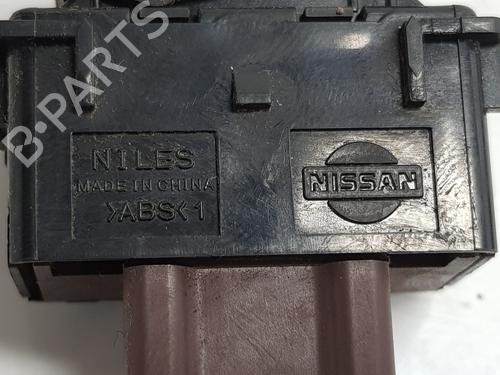 B-PARTS
NILES
MADE IN CHINA
>ABS<1
NISSAN